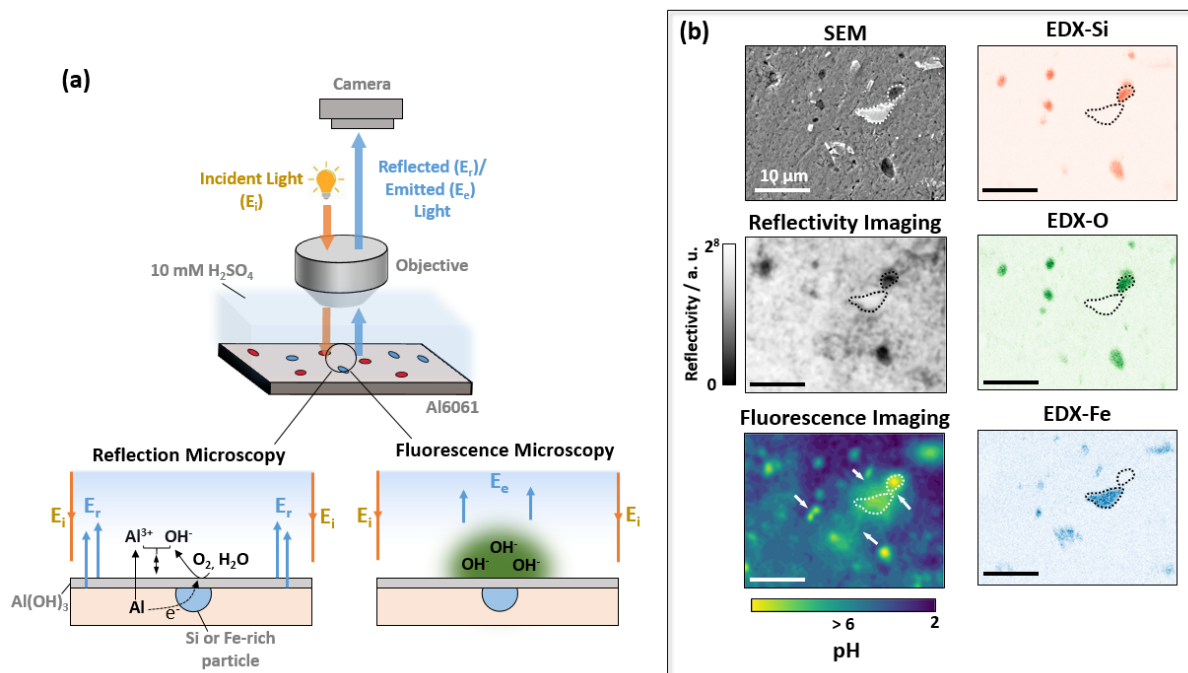 (a)
Camera
Incident Light
(Eᵢ)
Reflected (Eᵣ)/
Emitted (Eₑ)
Light
10 mM H₂SO₄
Objective
Al6061
Reflection Microscopy
Fluorescence Microscopy
Eᵢ
Eᵣ
Al³⁺ OH⁻
O₂, H₂O
Eᵣ
Eᵢ
Al(OH)₃
Al
e⁻
Si or Fe-rich
particle
Eᵢ
Eₑ
OH⁻
OH⁻ OH⁻
Eᵢ
(b)
SEM
10 µm
EDX-Si
Reflectivity Imaging
2⁸
Reflectivity / a. u.
0
EDX-O
Fluorescence Imaging
> 6
2
pH
EDX-Fe